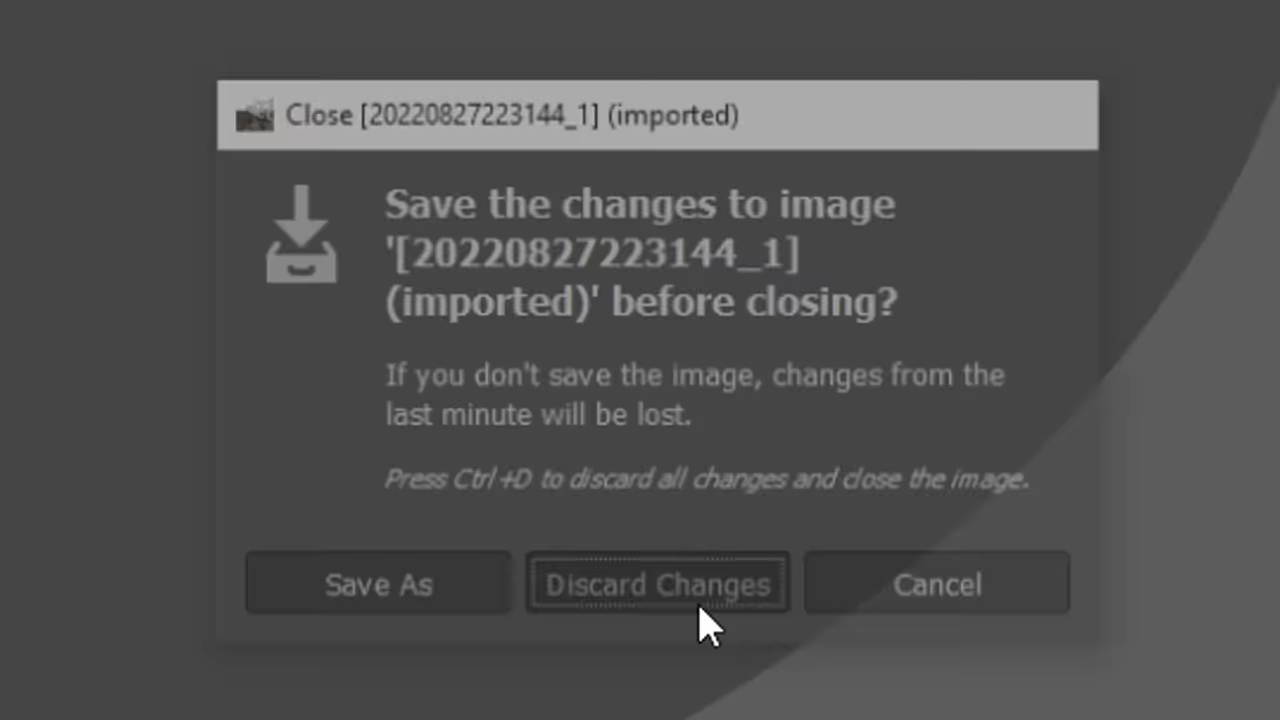 Close [20220827223144_1] (imported)
Save the changes to image
'[20220827223144_1]
(imported)' before closing?
If you don't save the image, changes from the
last minute will be lost.
Press Ctrl+D to discard all changes and close the image.
Save As
Discard Changes
Cancel